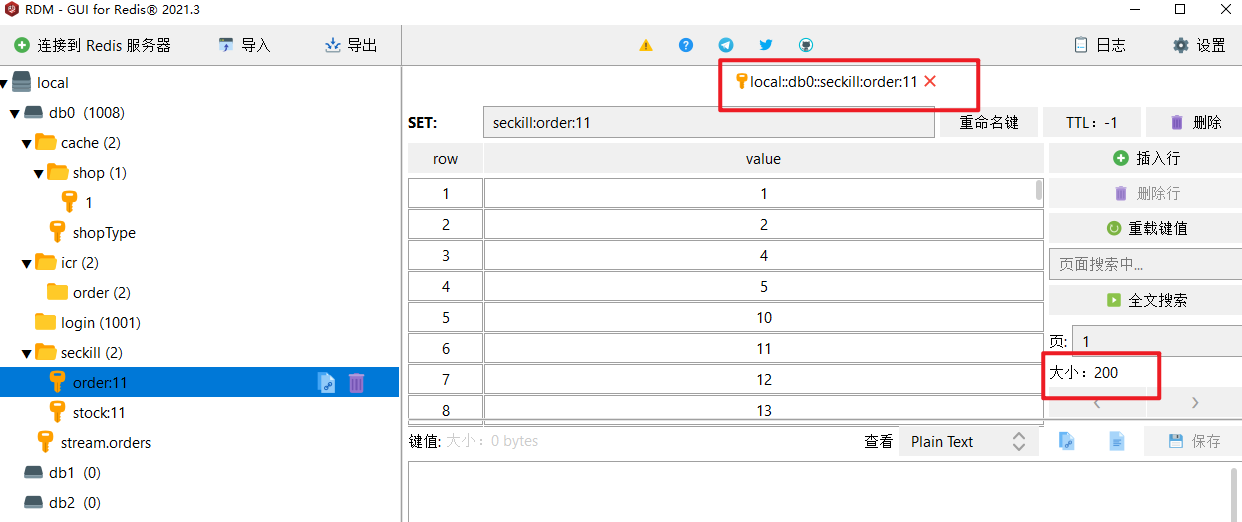 RDM - GUI for Redis® 2021.3
连接到 Redis 服务器 导入 导出 日志 设置
local
db0 (1008)
cache (2)
shop (1)
1
shopType
icr (2)
order (2)
login (1001)
seckill (2)
order:11
stock:11
stream.orders
db1 (0)
db2 (0)
local::db0::seckill:order:11
SET: seckill:order:11 重命名键 TTL: -1 删除
row value
1 1
2 2
3 4
4 5
5 10
6 11
7 12
8 13
插入行
删除行
重载键值
页面搜索中...
全文搜索
页: 1
大小: 200
键值: 大小: 0 bytes 查看 Plain Text 保存